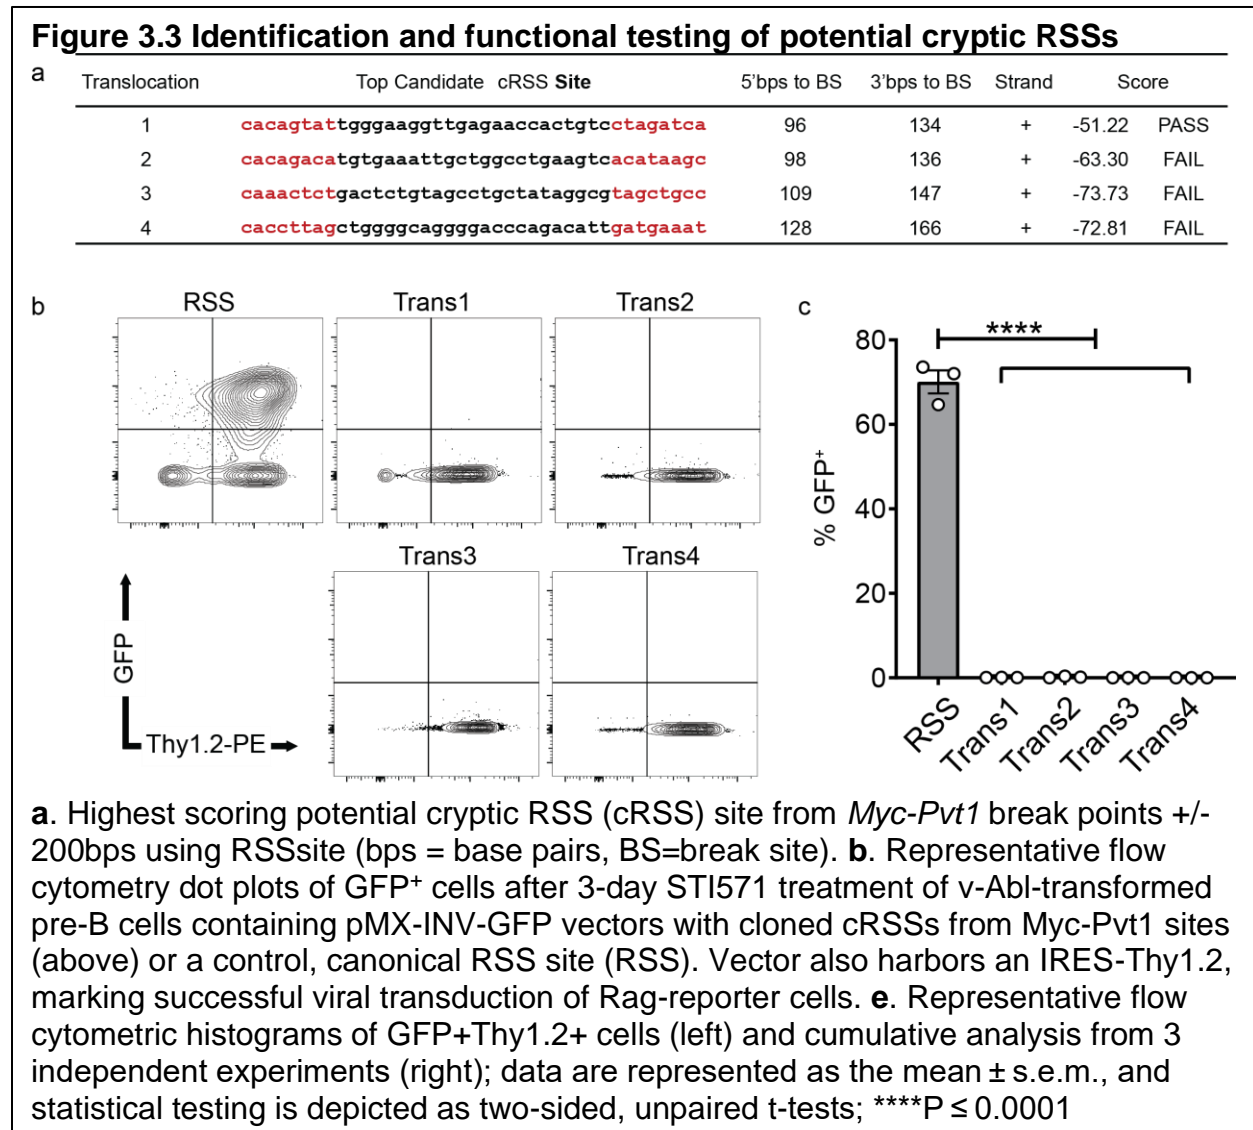 Figure 3.3 Identification and functional testing of potential cryptic RSSs
a
Translocation Top Candidate cRSS Site 5'bps to BS 3'bps to BS Strand Score
1 cacagtattgggaaggttgagaaccactgtcctagatca 96 134 + -51.22 PASS
2 cacagacatgtgaaattgctggcctgaagtcacataagc 98 136 + -63.30 FAIL
3 caaactctgactctgtagcctgctataggcgtagctgcc 109 147 + -73.73 FAIL
4 caccttagctggggcaggggacccagacattgatgaaat 128 166 + -72.81 FAIL
b
RSS Trans1 Trans2
Trans3 Trans4
GFP
Thy1.2-PE
c
****
% GFP+
80
60
40
20
0
RSS Trans1 Trans2 Trans3 Trans4
a. Highest scoring potential cryptic RSS (cRSS) site from Myc-Pvt1 break points +/-
200bps using RSSsite (bps = base pairs, BS=break site). b. Representative flow
cytometry dot plots of GFP+ cells after 3-day STI571 treatment of v-Abl-transformed
pre-B cells containing pMX-INV-GFP vectors with cloned cRSSs from Myc-Pvt1 sites
(above) or a control, canonical RSS site (RSS). Vector also harbors an IRES-Thy1.2,
marking successful viral transduction of Rag-reporter cells. e. Representative flow
cytometric histograms of GFP+Thy1.2+ cells (left) and cumulative analysis from 3
independent experiments (right); data are represented as the mean ± s.e.m., and
statistical testing is depicted as two-sided, unpaired t-tests; ****P ≤ 0.0001